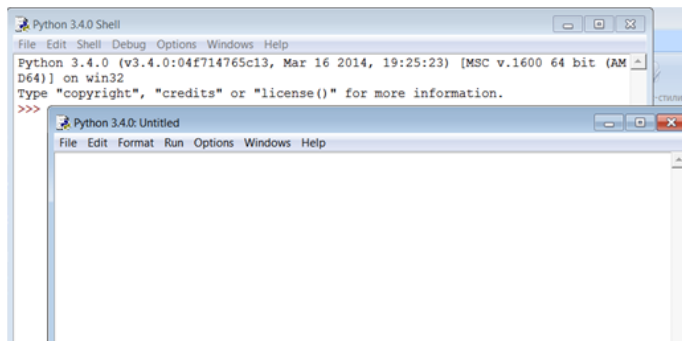 Python 3.4.0 Shell
File Edit Shell Debug Options Windows Help
Python 3.4.0 (v3.4.0:04f714765c13, Mar 16 2014, 19:25:23) [MSC v.1600 64 bit (AM
D64)] on win32
Type "copyright", "credits" or "license()" for more information.
>>>
Python 3.4.0: Untitled
File Edit Format Run Options Windows Help